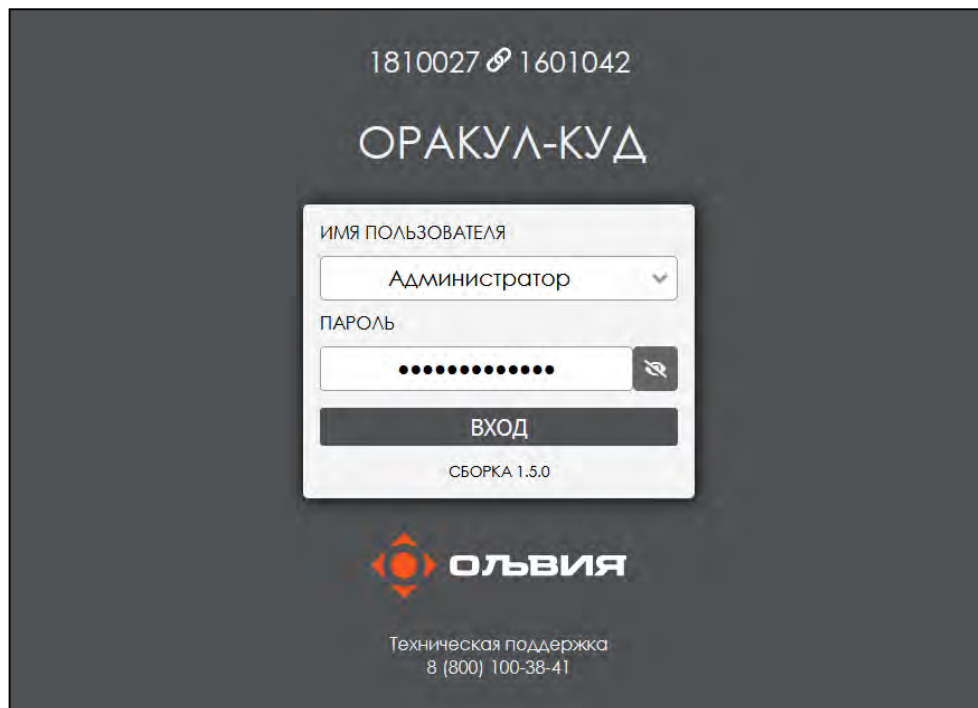 1810027 1601042
ОРАКУЛ-КУД
ИМЯ ПОЛЬЗОВАТЕЛЯ
Администратор
ПАРОЛЬ
•••••••••••••
ВХОД
СБОРКА 1.5.0
ОЛЬВИЯ
Техническая поддержка
8 (800) 100-38-41